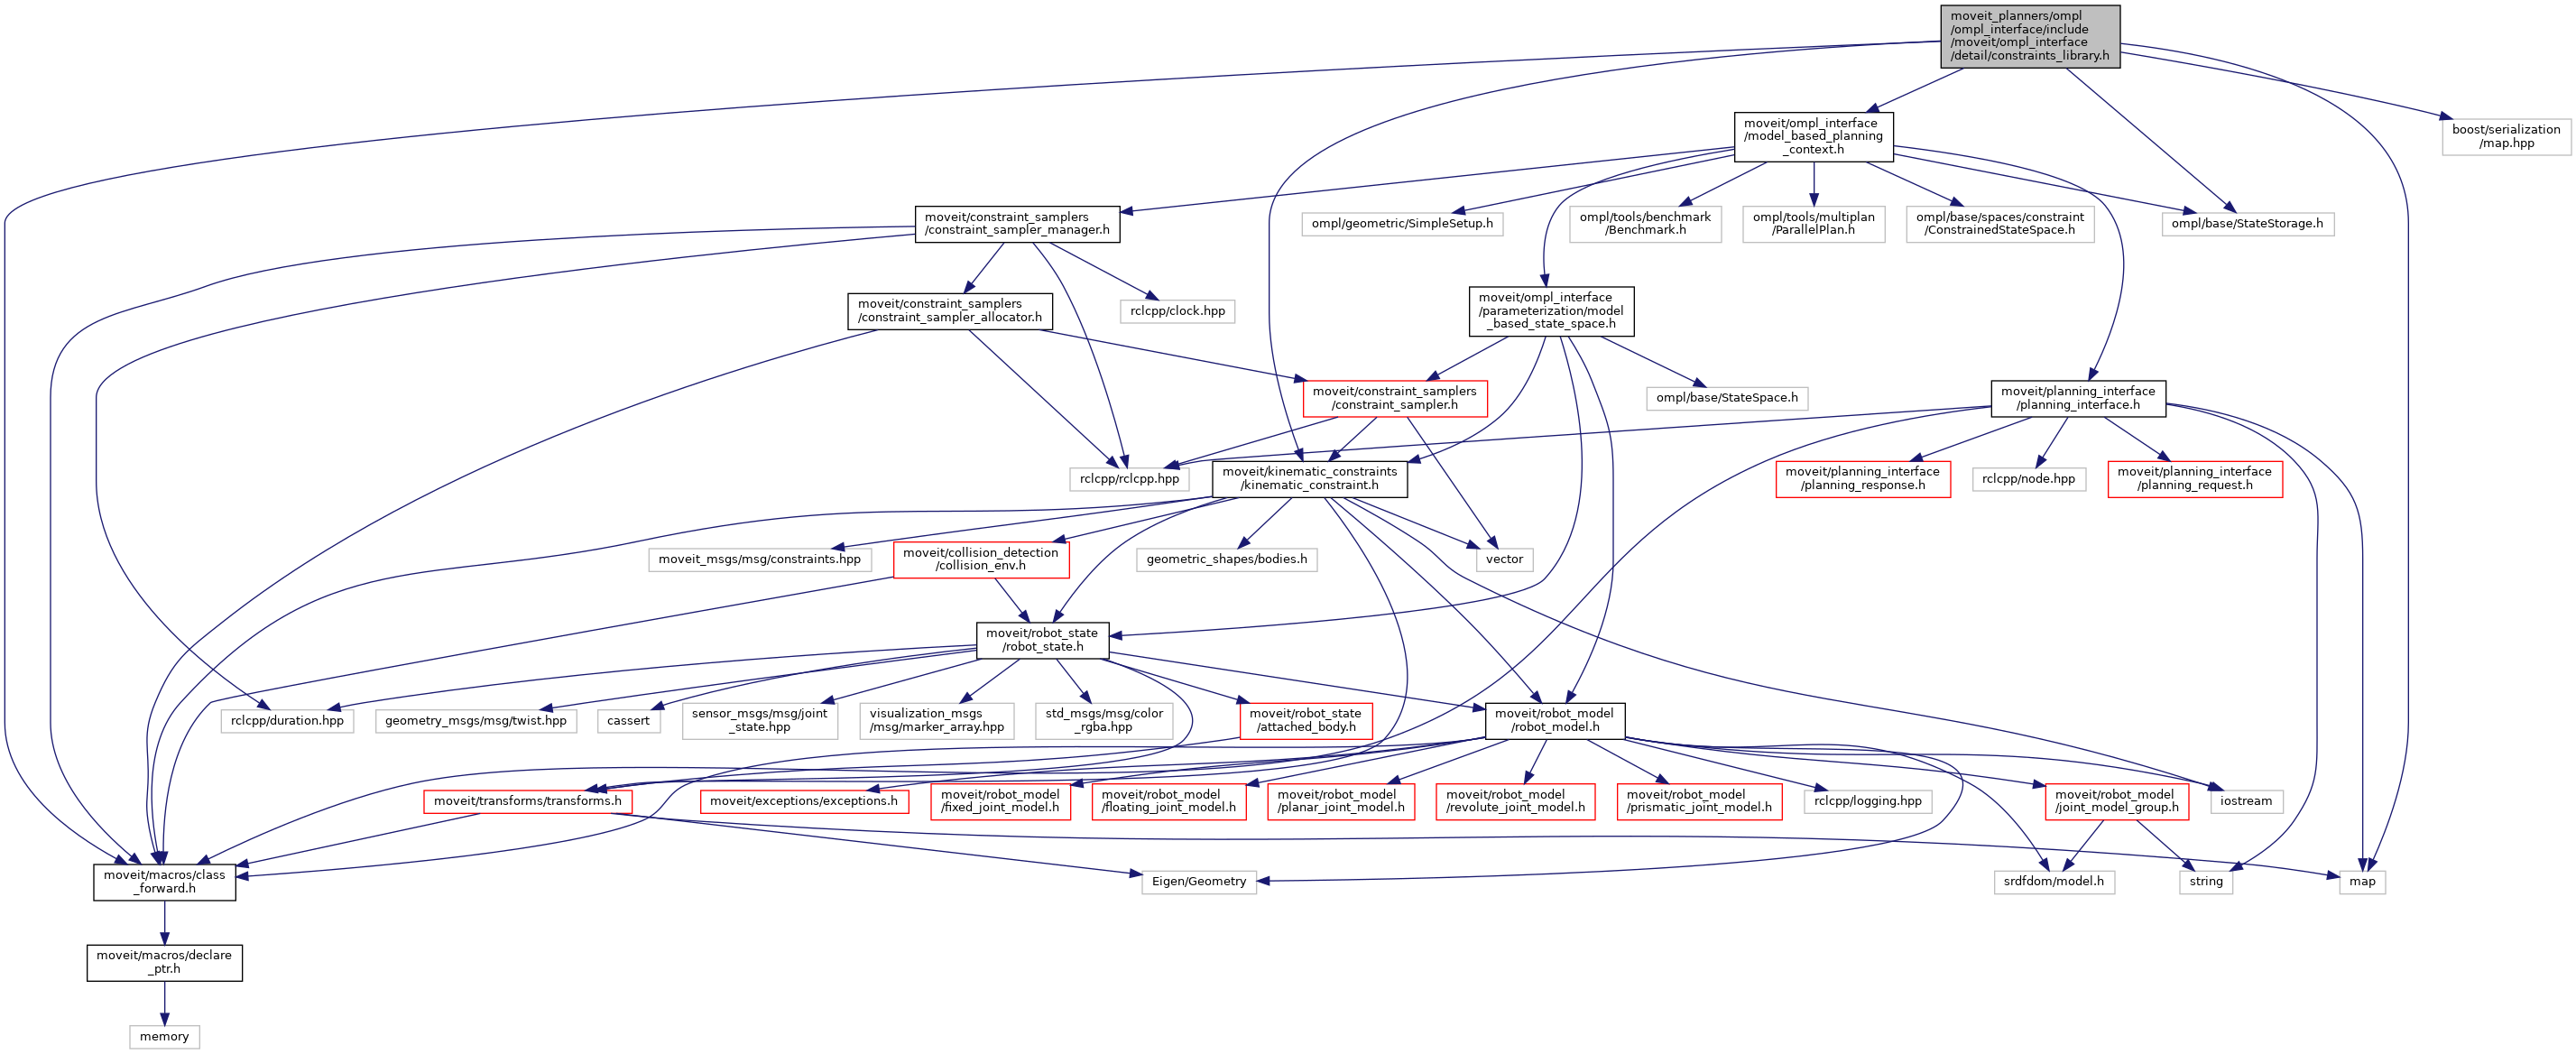 moveit_planners/ompl
/ompl_interface/include
/moveit/ompl_interface
/detail/constraints_library.h
moveit/ompl_interface
/model_based_planning
_context.h
boost/serialization
/map.hpp
moveit/constraint_samplers
/constraint_sampler_manager.h
ompl/geometric/SimpleSetup.h
ompl/tools/benchmark
/Benchmark.h
ompl/tools/multiplan
/ParallelPlan.h
ompl/base/spaces/constraint
/ConstrainedStateSpace.h
ompl/base/StateStorage.h
moveit/constraint_samplers
/constraint_sampler_allocator.h
rclcpp/clock.hpp
moveit/ompl_interface
/parameterization/model
_based_state_space.h
moveit/constraint_samplers
/constraint_sampler.h
ompl/base/StateSpace.h
moveit/planning_interface
/planning_interface.h
rclcpp/rclcpp.hpp
moveit/kinematic_constraints
/kinematic_constraint.h
moveit/planning_interface
/planning_response.h
rclcpp/node.hpp
moveit/planning_interface
/planning_request.h
moveit_msgs/msg/constraints.hpp
moveit/collision_detection
/collision_env.h
geometric_shapes/bodies.h
vector
moveit/robot_state
/robot_state.h
rclcpp/duration.hpp
geometry_msgs/msg/twist.hpp
cassert
sensor_msgs/msg/joint
_state.hpp
visualization_msgs
/msg/marker_array.hpp
std_msgs/msg/color
_rgba.hpp
moveit/robot_state
/attached_body.h
moveit/robot_model
/robot_model.h
moveit/transforms/transforms.h
moveit/exceptions/exceptions.h
moveit/robot_model
/fixed_joint_model.h
moveit/robot_model
/floating_joint_model.h
moveit/robot_model
/planar_joint_model.h
moveit/robot_model
/revolute_joint_model.h
moveit/robot_model
/prismatic_joint_model.h
rclcpp/logging.hpp
moveit/robot_model
/joint_model_group.h
iostream
moveit/macros/class
_forward.h
Eigen/Geometry
srdfdom/model.h
string
map
moveit/macros/declare
_ptr.h
memory